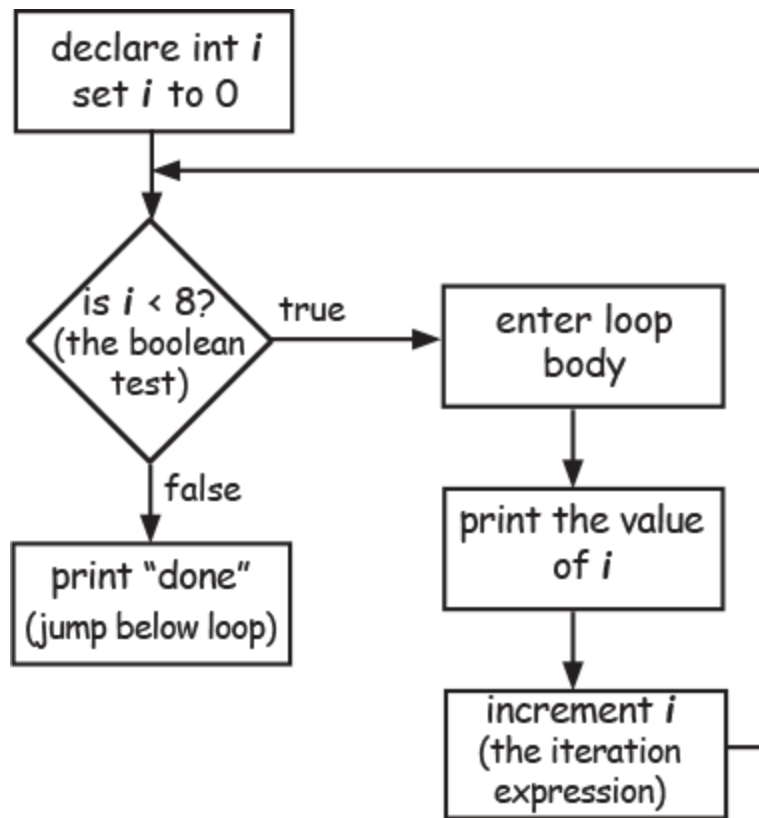 declare int i
set i to 0
is i < 8?
(the boolean
test)
true
enter loop
body
false
print the value
of i
print “done”
(jump below loop)
increment i
(the iteration
expression)